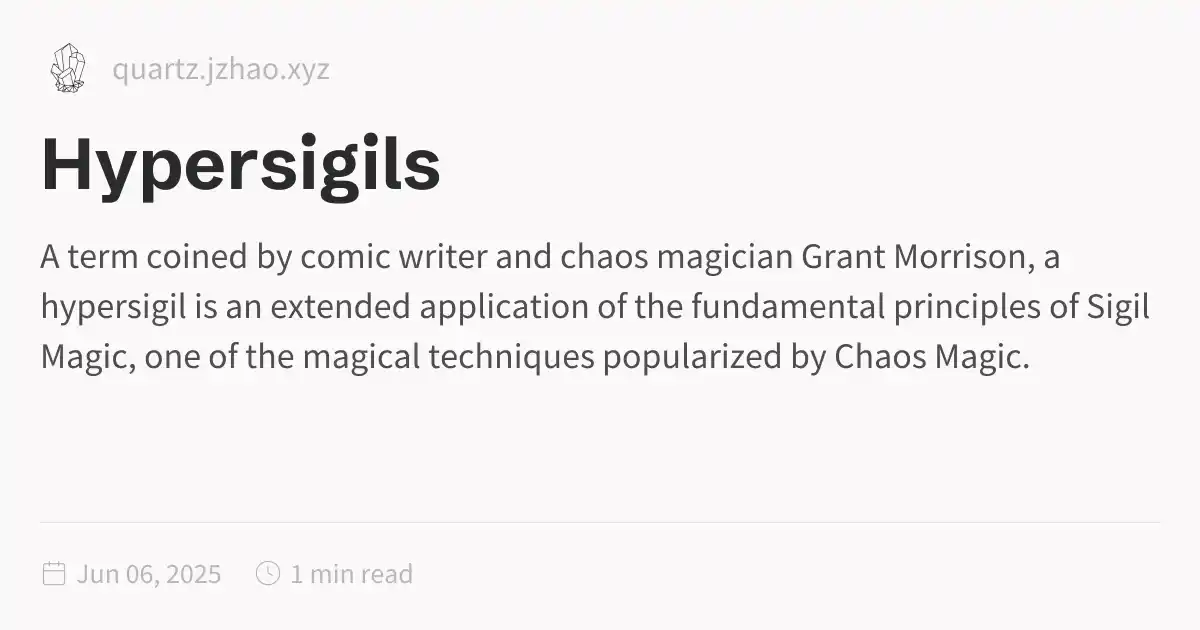 quartz.jzhao.xyz
Hypersigils
A term coined by comic writer and chaos magician Grant Morrison, a
hypersigil is an extended application of the fundamental principles of Sigil
Magic, one of the magical techniques popularized by Chaos Magic.
Jun 06, 2025 1 min read